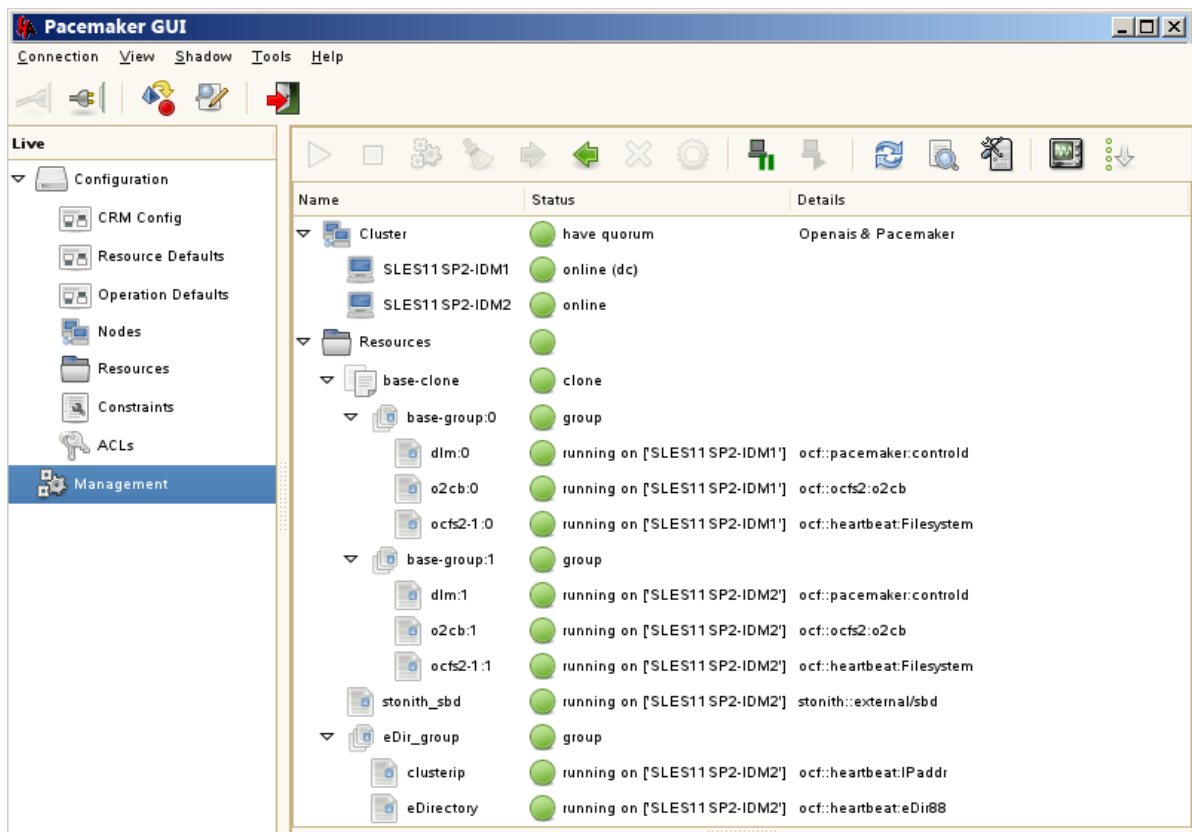 Pacemaker GUI
Connection View Shadow Tools Help
Live
Configuration
CRM Config
Resource Defaults
Operation Defaults
Nodes
Resources
Constraints
ACLs
Management
Name Status Details
Cluster have quorum Openais & Pacemaker
SLES11SP2-IDM1 online (dc)
SLES11SP2-IDM2 online
Resources
base-clone clone
base-group:0 group
dlm:0 running on ['SLES11SP2-IDM1'] ocf::pacemaker:controld
o2cb:0 running on ['SLES11SP2-IDM1'] ocf::ocfs2:o2cb
ocfs2-1:0 running on ['SLES11SP2-IDM1'] ocf::heartbeat:Filesystem
base-group:1 group
dlm:1 running on ['SLES11SP2-IDM2'] ocf::pacemaker:controld
o2cb:1 running on ['SLES11SP2-IDM2'] ocf::ocfs2:o2cb
ocfs2-1:1 running on ['SLES11SP2-IDM2'] ocf::heartbeat:Filesystem
stonith_sbd running on ['SLES11SP2-IDM2'] stonith::external/sbd
eDir_group group
clusterip running on ['SLES11SP2-IDM2'] ocf::heartbeat:IPaddr
eDirectory running on ['SLES11SP2-IDM2'] ocf::heartbeat:eDir88